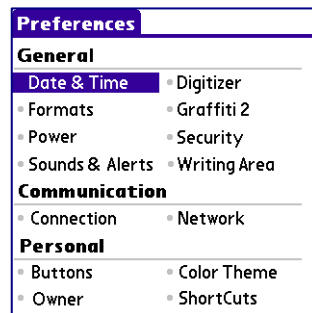 Preferences
General
Date & Time Digitizer
Formats Graffiti 2
Power Security
Sounds & Alerts Writing Area
Communication
Connection Network
Personal
Buttons Color Theme
Owner ShortCuts